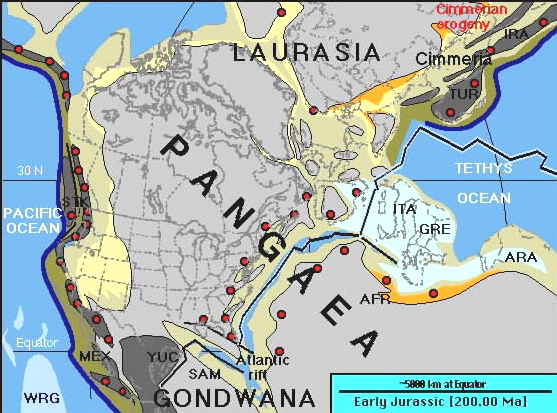 Cimmerian
orogeny
IRA
LAURASIA
Cimmeria
TUR
PANGAEA
30 N
TETHYS
OCEAN
STK
PACIFIC
OCEAN
ITA
GRE
ARA
AFR
Equator
MEX
YUC
SAM
Atlantic
rift
WRG
GONDWANA
~5000 km at Equator
Early Jurassic [200.00 Ma]